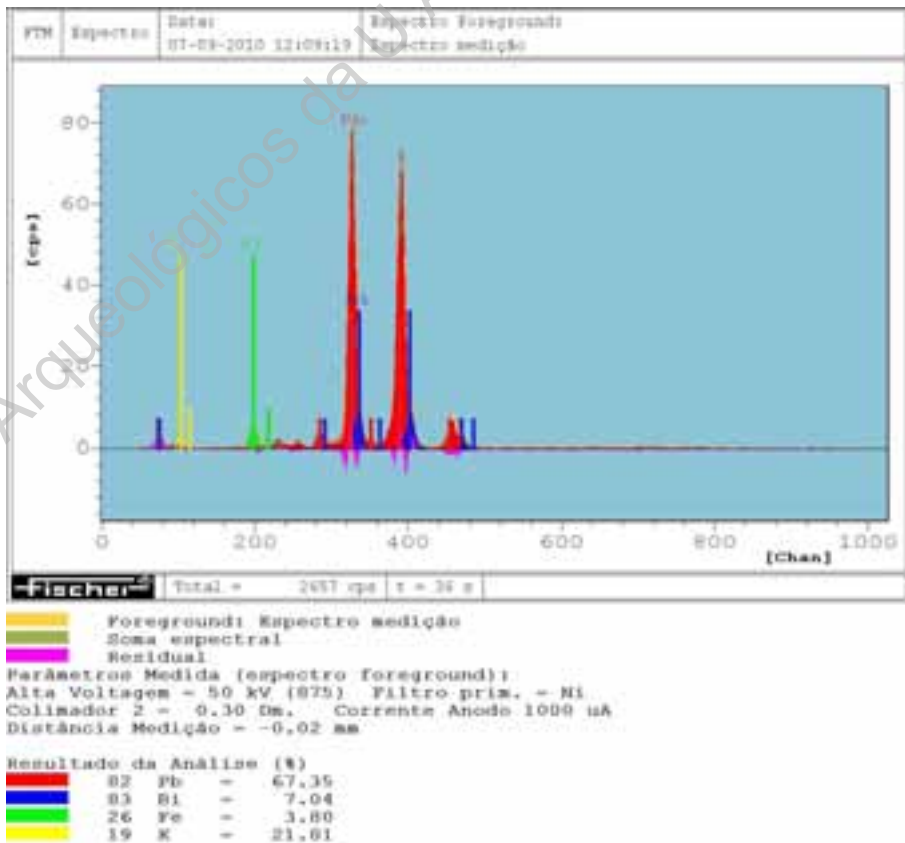 FTM Espectro Data: Espectro Foreground:
07-09-2010 12:09:19 Espectro medição
Arqueológicos da U
[cps]
80
60
40
20
0
0 200 400 600 800 1000
[Chan]
Fischer Total = 2657 cps t = 36 s
Foreground: Espectro medição
Soma espectral
Residual
Parâmetros Medida (espectro foreground):
Alta Voltagem = 50 kV (875) Filtro prim. = Ni
Colimador 2 = 0.30 Dm. Corrente Anodo 1000 uA
Distância Medição = -0.02 mm
Resultado da Análise (%)
82 Pb = 67.35
83 Bi = 7.04
26 Fe = 3.80
19 K = 21.81